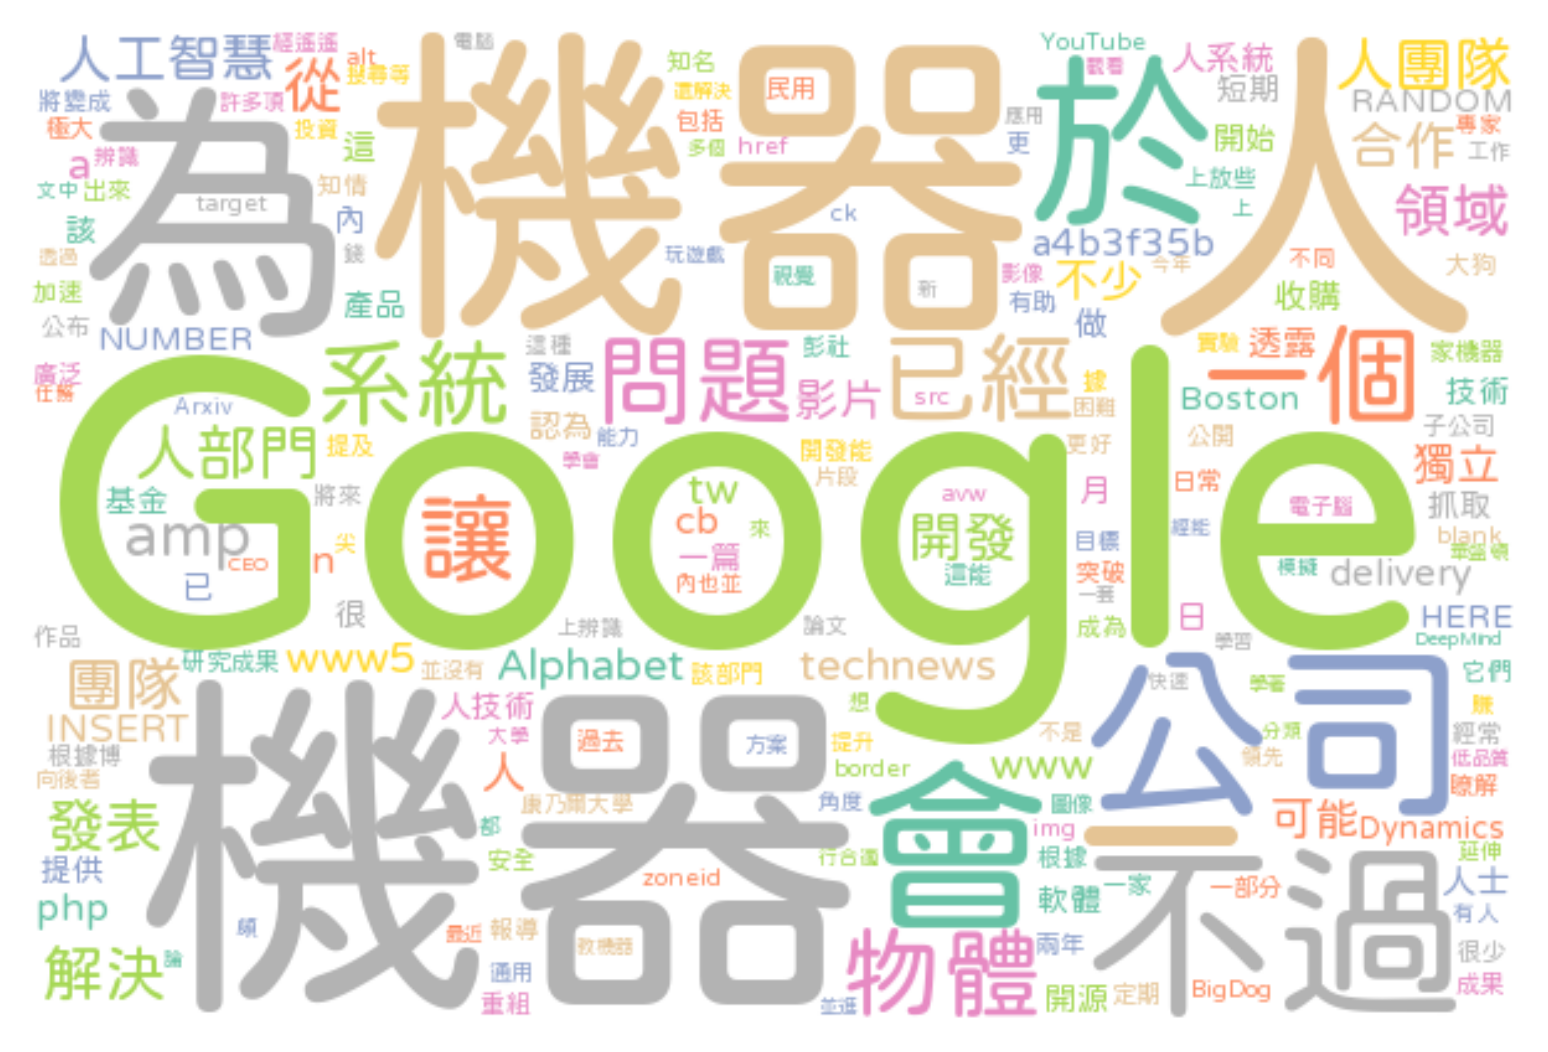 人工智慧
經遙遙
alt
電腦
YouTube
人系統
人團隊
將變成
許多項
從
搜尋等
機器人
知名
還解決
民用
觀看
短期
RANDOM
極大
投資
包括
應用
於
開始
合作
專家
a
辨識
為
這
多個
href
更
工作
文中
出來
target
知情
ck
上放些
上
領域
該
內
a4b3f35b
透過
錢
玩遊戲
視覺
影像
不少
今年
不同
大狗
加速
產品
新
有助
收購
公布
NUMBER
做
系統
這種
問題
彭社
已經
實驗
透露
一個
家機器
廣泛
發展
影片
src
據
困難
Boston
技術
Arxiv
認為
能力
子公司
人部門
提及
學會
開發能
更好
公開
Google
基金
將來
片段
月
日常
獨立
amp
讓
tw
avw
電子腦
抓取
cb
來
開發
經能
blank
CEO
n
尖
一篇
目標
模擬
已
內也並
這能
突破
delivery
很
一套
作品
上辨識
論文
成為
日
學習
HERE
DeepMind
團隊
研究成果
www5
並沒有
Alphabet
該部門
technews
快速
學著
它們
INSERT
人技術
想
公司
賺
根據博
大學
過去
方案
提升
不是
分類
經常
向後者
機器
人
border
www
領先
低品質
瞭解
發表
康乃爾大學
角度
會
圖像
一
可能
Dynamics
都
img
提供
安全
行合適
根據
延伸
zoneid
一家
一部分
人士
php
軟體
不過
有人
最近
報導
教機器
兩年
很少
解決
論
通用
物體
成果
重組
開源
定期
BigDog